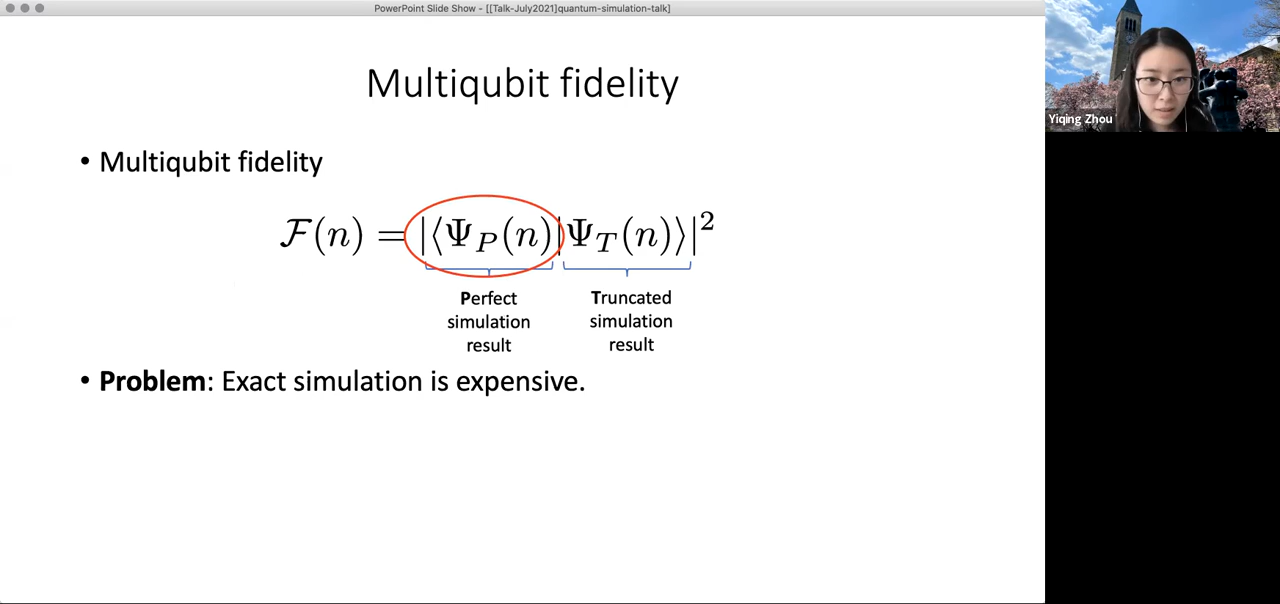 PowerPoint Slide Show - [[Talk-July2021]quantum-simulation-talk]
Multiqubit fidelity
Yiqing Zhou
• Multiqubit fidelity
ℱ(n) = |⟨Ψ_P(n)|Ψ_T(n)⟩|²
Perfect
simulation
result
Truncated
simulation
result
• Problem: Exact simulation is expensive.